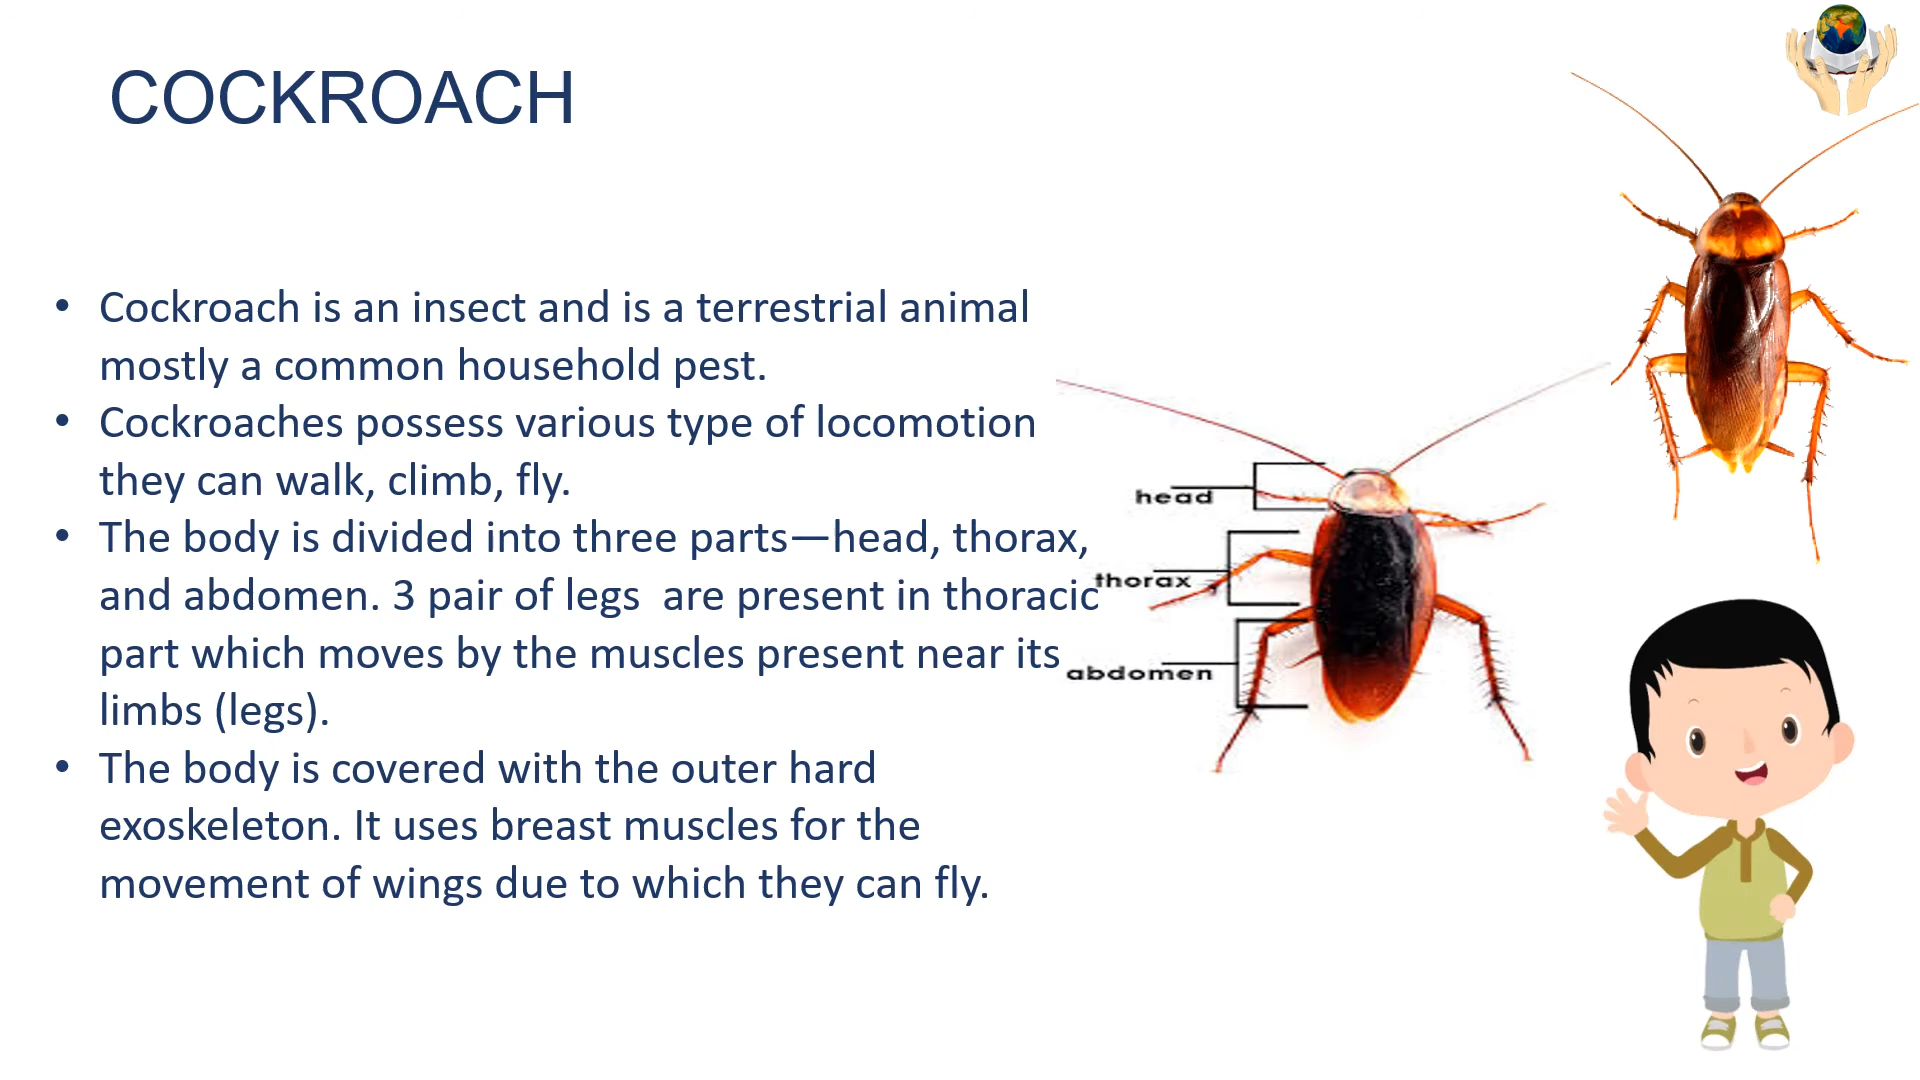 COCKROACH
• Cockroach is an insect and is a terrestrial animal
mostly a common household pest.
• Cockroaches possess various type of locomotion
they can walk, climb, fly.
• The body is divided into three parts—head, thorax,
and abdomen. 3 pair of legs  are present in thoracic
part which moves by the muscles present near its
limbs (legs).
• The body is covered with the outer hard
exoskeleton. It uses breast muscles for the
movement of wings due to which they can fly.
head
thorax
abdomen